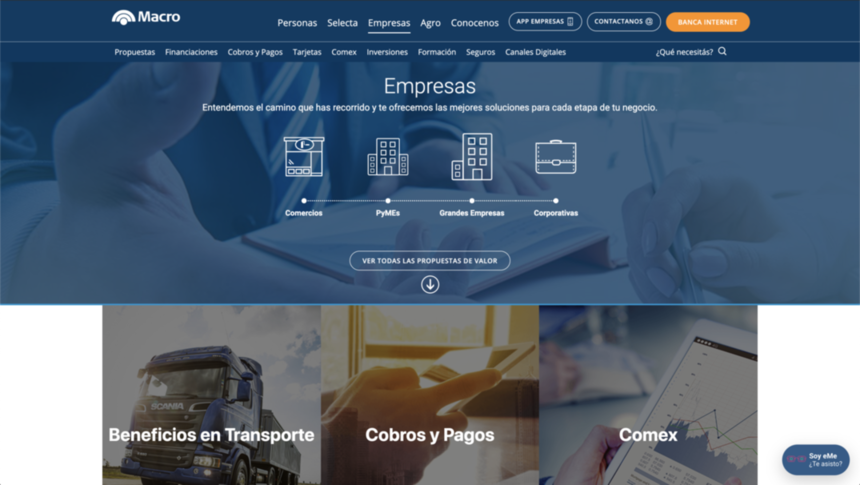 Macro
Personas Selecta Empresas Agro Conocenos APP EMPRESAS CONTACTANOS BANCA INTERNET
Propuestas Financiaciones Cobros y Pagos Tarjetas Comex Inversiones Formación Seguros Canales Digitales ¿Qué necesitás?
Empresas
Entendemos el camino que has recorrido y te ofrecemos las mejores soluciones para cada etapa de tu negocio.
Comercios PyMEs Grandes Empresas Corporativas
VER TODAS LAS PROPUESTAS DE VALOR
SCANIA
Beneficios en Transporte Cobros y Pagos Comex
Soy eMe
¿Te asisto?